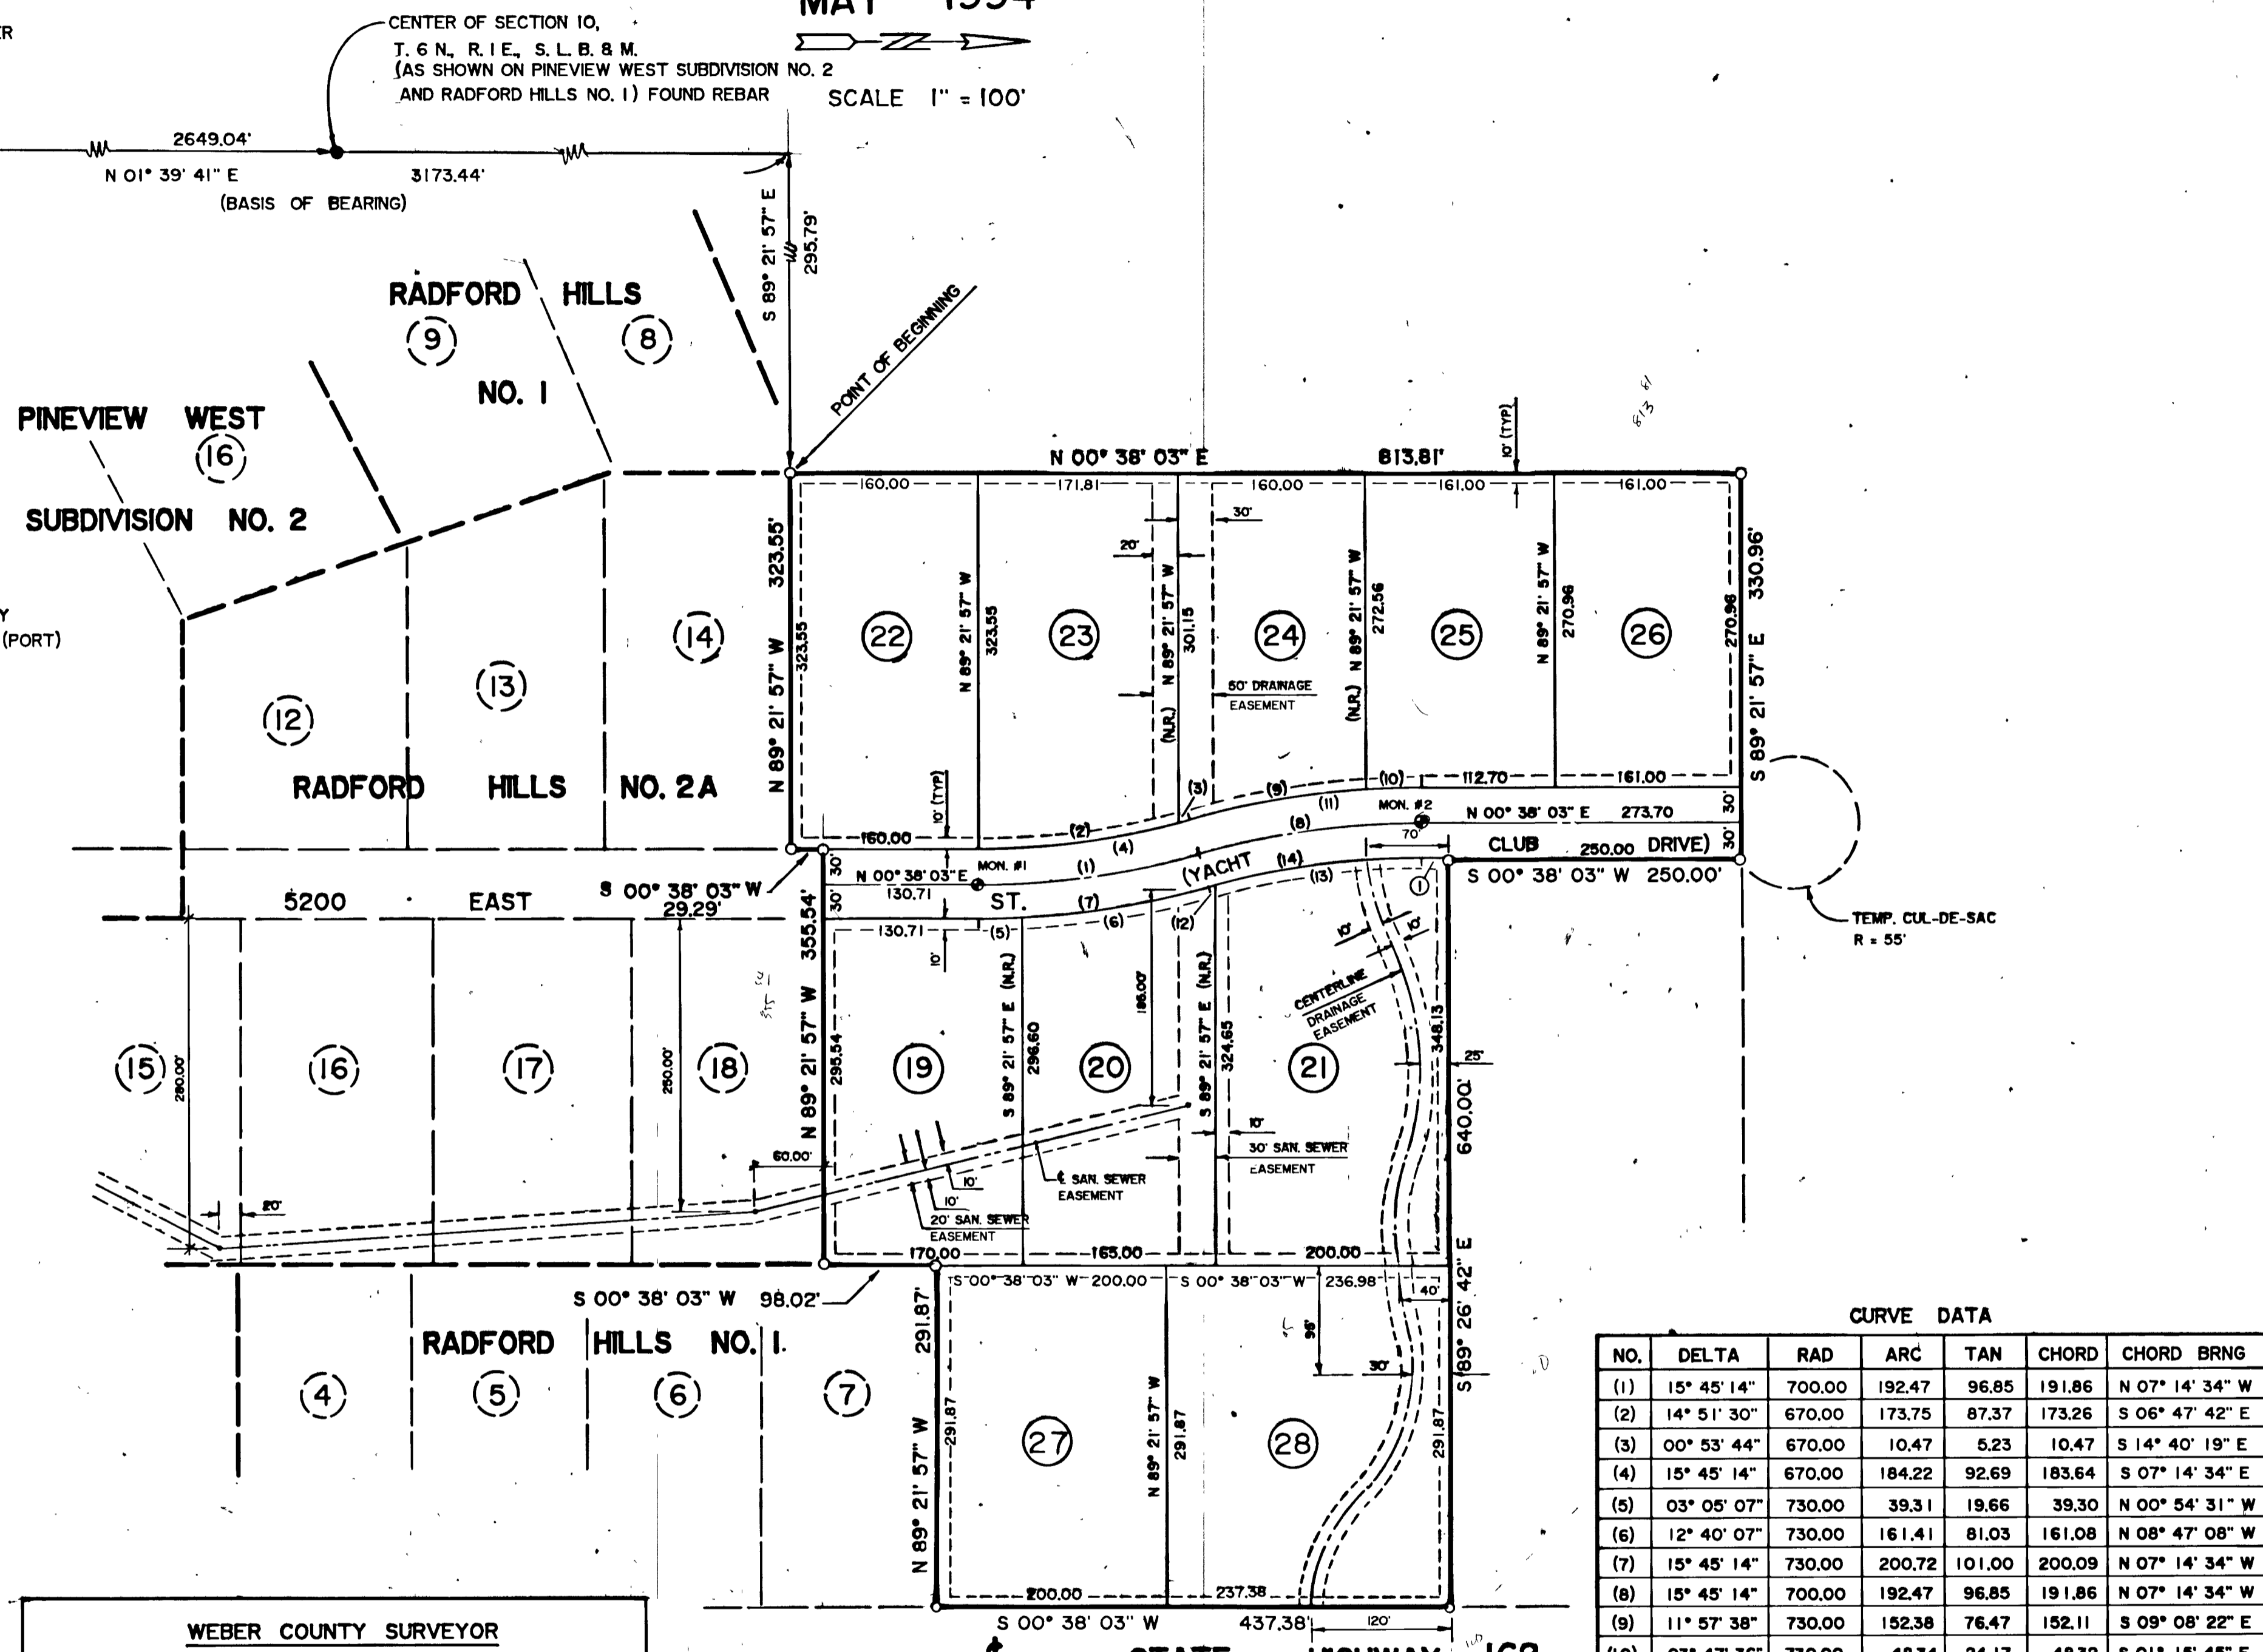 MAY 1994
CENTER OF SECTION 10,
T. 6 N., R. I E., S. L. B. & M.
(AS SHOWN ON PINEVIEW WEST SUBDIVISION NO. 2
AND RADFORD HILLS NO. I) FOUND REBAR
SCALE 1" = 100'
2649.04'
N 01° 39' 41" E
3173.44'
(BASIS OF BEARING)
S 89° 21' 57" E
295.79'
POINT OF BEGINNING
RADFORD HILLS
9
8
NO. I
PINEVIEW WEST
16
SUBDIVISION NO. 2
Y
(PORT)
N 00° 38' 03" E 813.81'
10' (TYP)
813 81
160.00
171.81
160.00
161.00
161.00
30'
20'
N 89° 21' 57" W 323.55'
323.55
N 89° 21' 57" W
323.55
(N.R.) N 89° 21' 57" W
301.15
(N.R.) N 89° 21' 57" W
272.56
N 89° 21' 57" W
270.96
270.96
S 89° 21' 57" E 330.96'
22
23
24
25
26
50' DRAINAGE
EASEMENT
12
13
14
RADFORD HILLS NO. 2A
10' (TYP)
160.00
(2)
(3)
(9)
(10)
112.70
161.00
(4)
(11)
MON. #2
N 00° 38' 03" E 273.70
30'
30'
(1)
(8)
70'
MON. #1
N 00° 38' 03" E
130.71
30'
30'
(YACHT CLUB DRIVE)
250.00
S 00° 38' 03" W 250.00'
(14)
(13)
1
S 00° 38' 03" W
29.29'
5200 EAST ST.
(7)
(6)
(5)
(12)
130.71
10'
TEMP. CUL-DE-SAC
R = 55'
N 89° 21' 57" W 355.54'
295.54
S 89° 21' 57" E (N.R.)
296.60
186.00'
S 89° 21' 57" E (N.R.)
324.65
10'
10'
CENTERLINE
DRAINAGE
EASEMENT
348.13
25'
640.00'
S 89° 26' 42" E
15
16
17
18
19
20
21
280.00'
250.00'
60.00'
20'
10'
10'
20' SAN. SEWER
EASEMENT
℄ SAN. SEWER
EASEMENT
10'
30' SAN. SEWER
EASEMENT
170.00
165.00
200.00
S 00° 38' 03" W 200.00
S 00° 38' 03" W 236.98
40'
S 00° 38' 03" W 98.02'
RADFORD HILLS NO. I.
4
5
6
7
N 89° 21' 57" W 291.87'
291.87
N 89° 21' 57" W
291.87
30'
291.87
27
28
200.00
237.38
S 00° 38' 03" W 437.38'
120'
WEBER COUNTY SURVEYOR
℄ STATE HIGHWAY 162
CURVE DATA
NO. DELTA RAD ARC TAN CHORD CHORD BRNG
(1) 15° 45' 14" 700.00 192.47 96.85 191.86 N 07° 14' 34" W
(2) 14° 51' 30" 670.00 173.75 87.37 173.26 S 06° 47' 42" E
(3) 00° 53' 44" 670.00 10.47 5.23 10.47 S 14° 40' 19" E
(4) 15° 45' 14" 670.00 184.22 92.69 183.64 S 07° 14' 34" E
(5) 03° 05' 07" 730.00 39.31 19.66 39.30 N 00° 54' 31" W
(6) 12° 40' 07" 730.00 161.41 81.03 161.08 N 08° 47' 08" W
(7) 15° 45' 14" 730.00 200.72 101.00 200.09 N 07° 14' 34" W
(8) 15° 45' 14" 700.00 192.47 96.85 191.86 N 07° 14' 34" W
(9) 11° 57' 38" 730.00 152.38 76.47 152.11 S 09° 08' 22" E